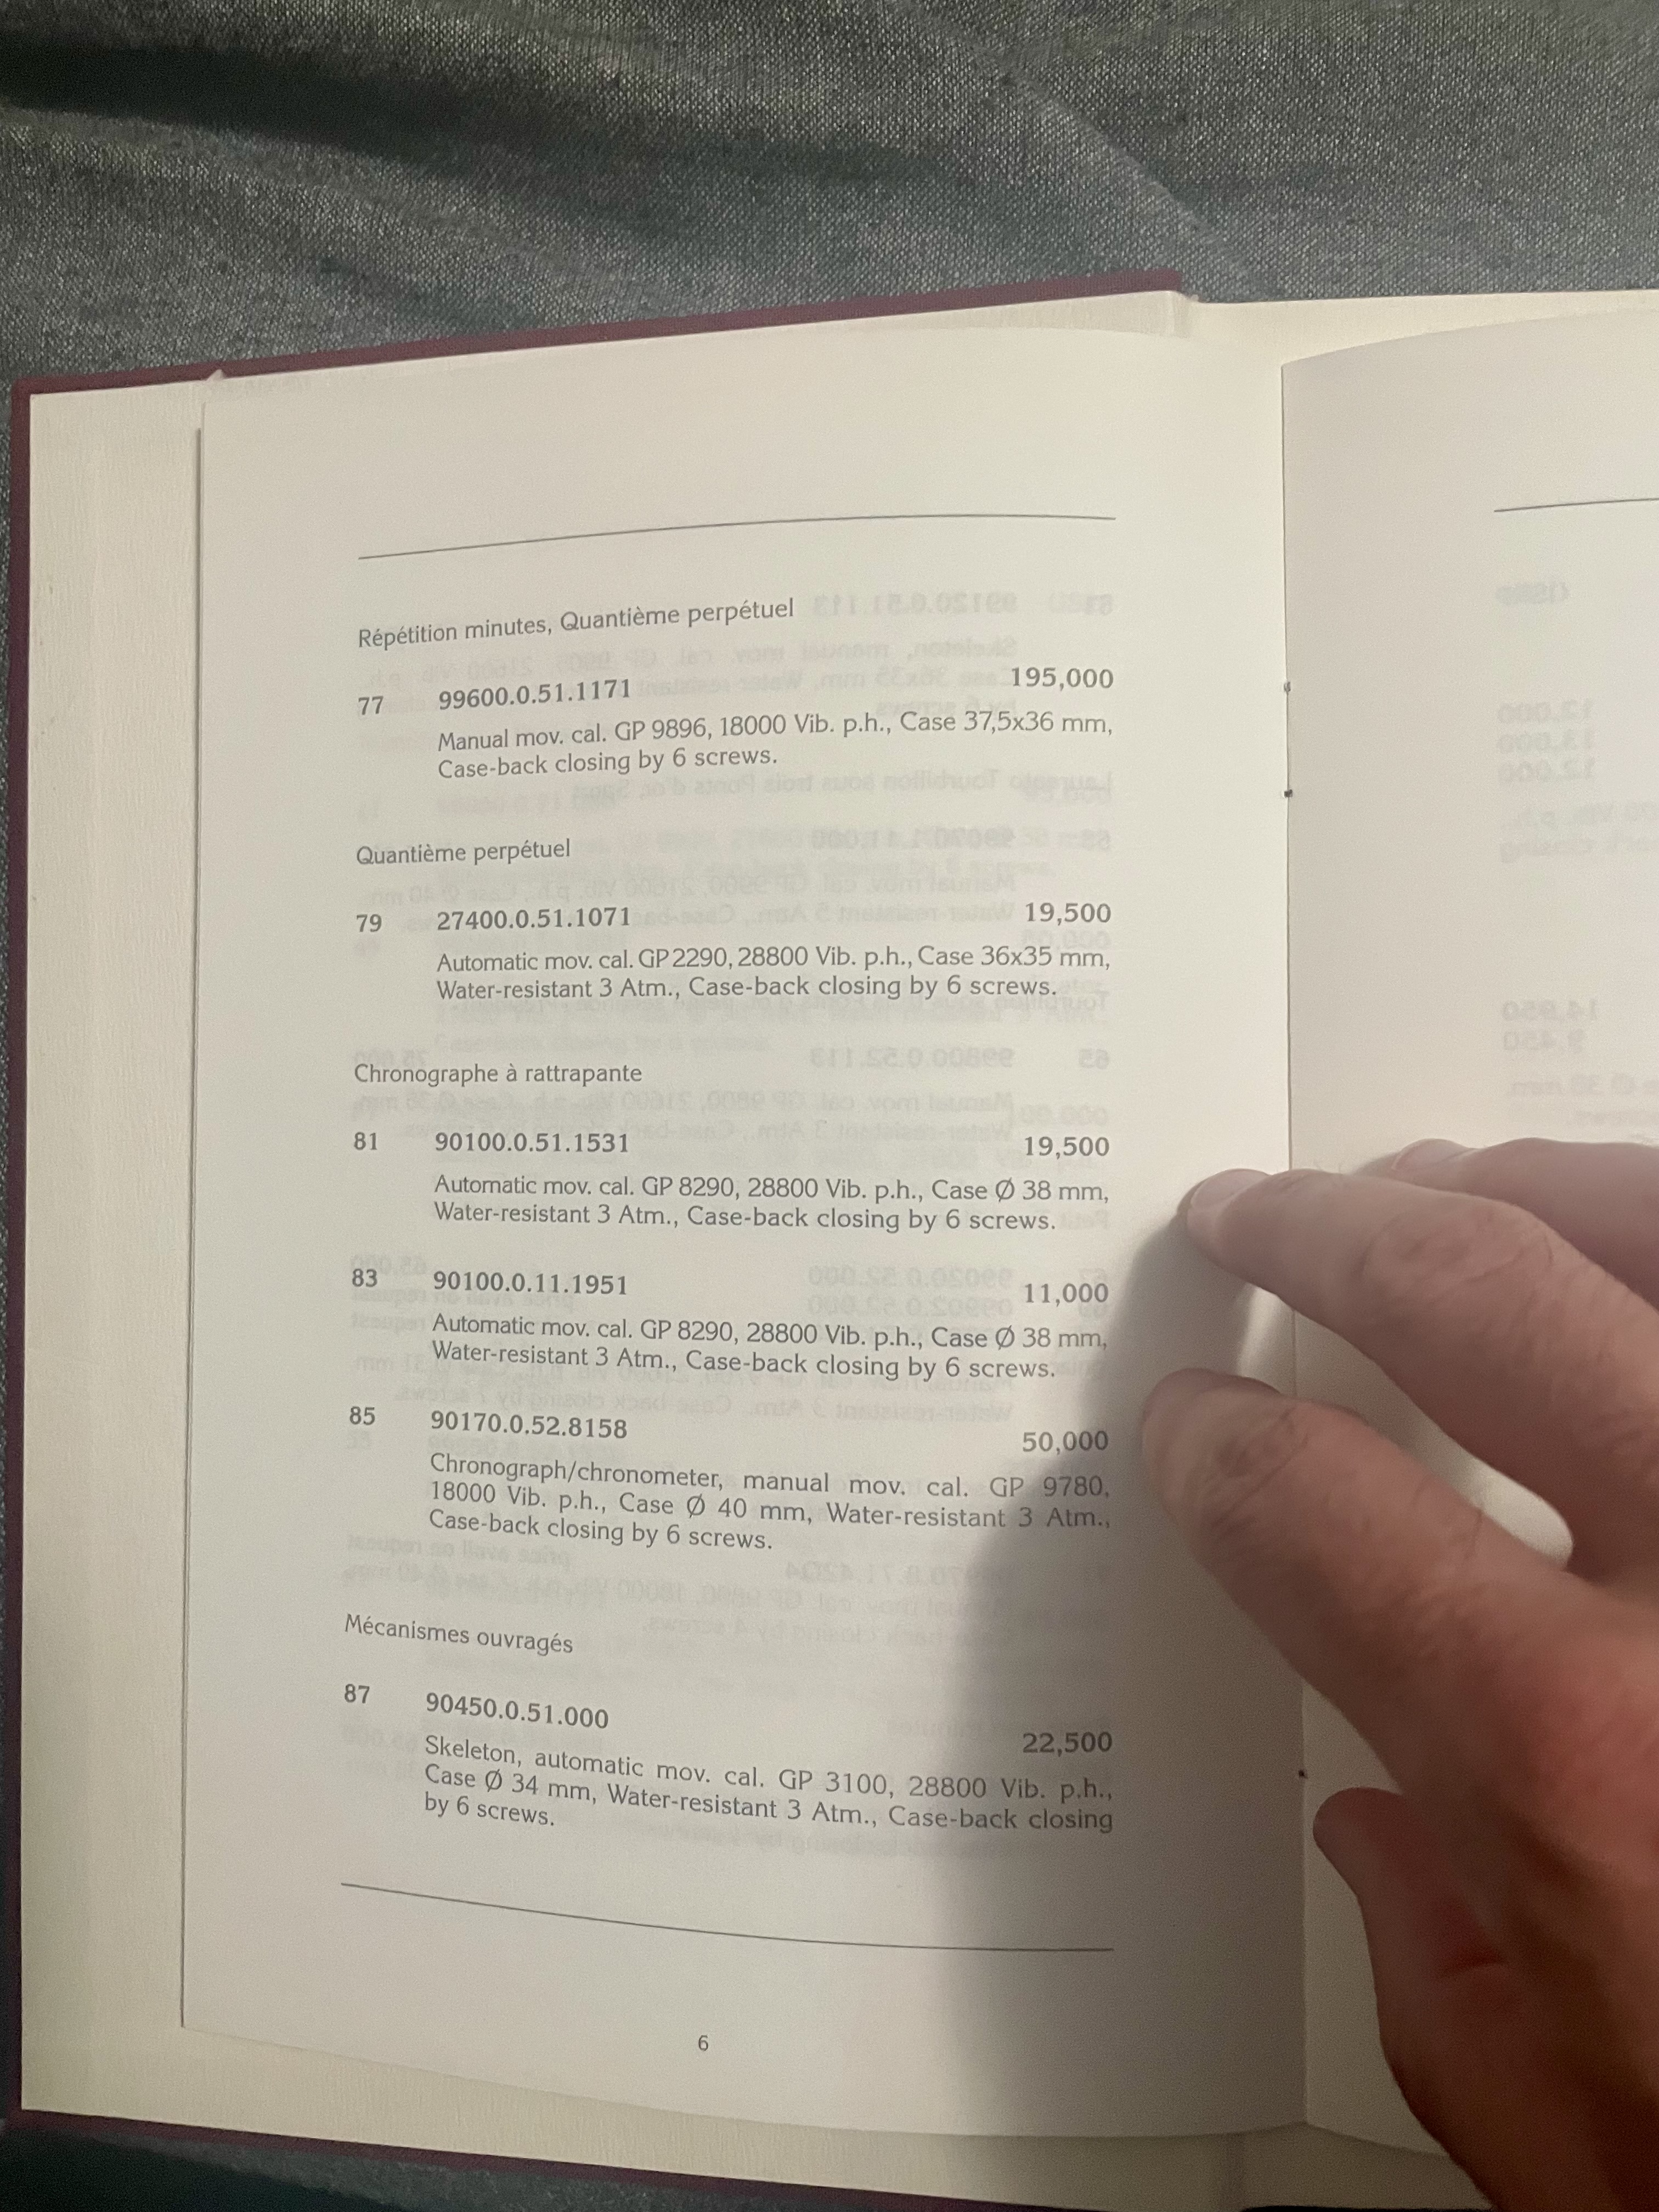 Répétition minutes, Quantième perpétuel
77 99600.0.51.1171 195,000
Manual mov. cal. GP 9896, 18000 Vib. p.h., Case 37,5x36 mm,
Case-back closing by 6 screws.
Quantième perpétuel
79 27400.0.51.1071 19,500
Automatic mov. cal. GP 2290, 28800 Vib. p.h., Case 36x35 mm,
Water-resistant 3 Atm., Case-back closing by 6 screws.
Chronographe à rattrapante
81 90100.0.51.1531 19,500
Automatic mov. cal. GP 8290, 28800 Vib. p.h., Case Ø 38 mm,
Water-resistant 3 Atm., Case-back closing by 6 screws.
83 90100.0.11.1951 11,000
Automatic mov. cal. GP 8290, 28800 Vib. p.h., Case Ø 38 mm,
Water-resistant 3 Atm., Case-back closing by 6 screws.
85 90170.0.52.8158 50,000
Chronograph/chronometer, manual mov. cal. GP 9780,
18000 Vib. p.h., Case Ø 40 mm, Water-resistant 3 Atm.,
Case-back closing by 6 screws.
Mécanismes ouvragés
87 90450.0.51.000 22,500
Skeleton, automatic mov. cal. GP 3100, 28800 Vib. p.h.,
Case Ø 34 mm, Water-resistant 3 Atm., Case-back closing
by 6 screws.
6